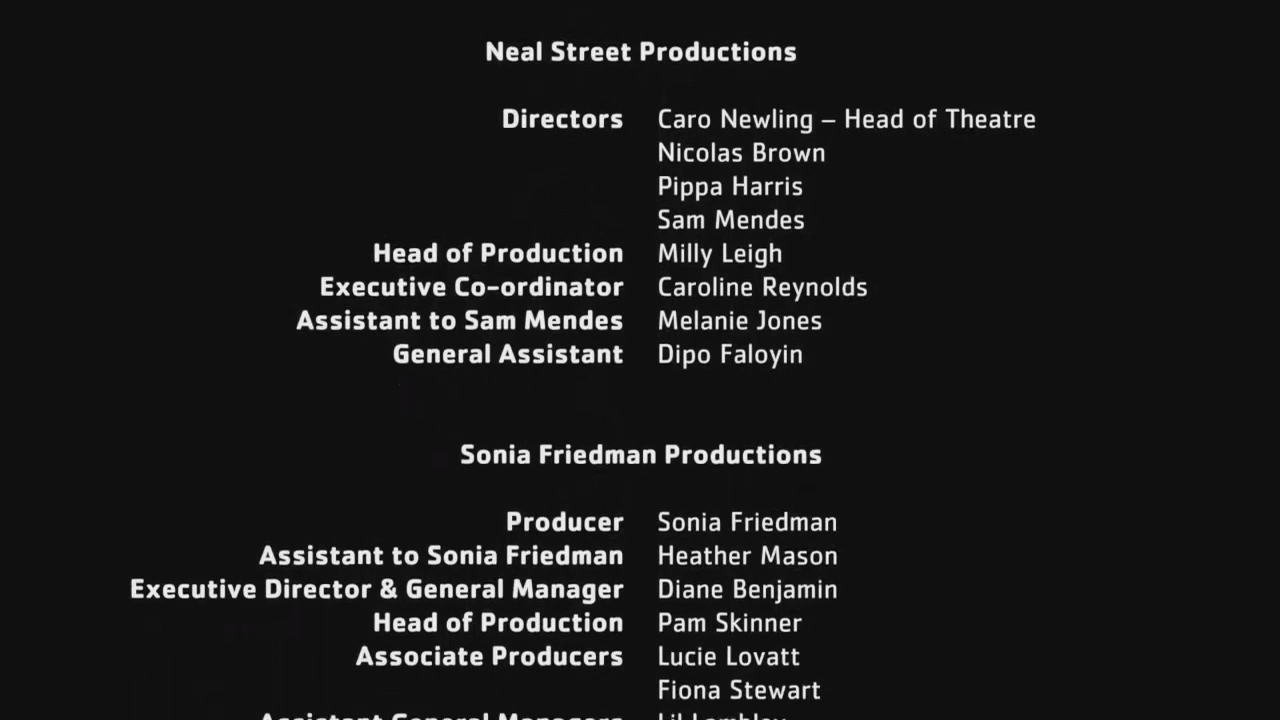 Neal Street Productions
Directors Caro Newling – Head of Theatre
Nicolas Brown
Pippa Harris
Sam Mendes
Head of Production Milly Leigh
Executive Co-ordinator Caroline Reynolds
Assistant to Sam Mendes Melanie Jones
General Assistant Dipo Faloyin
Sonia Friedman Productions
Producer Sonia Friedman
Assistant to Sonia Friedman Heather Mason
Executive Director & General Manager Diane Benjamin
Head of Production Pam Skinner
Associate Producers Lucie Lovatt
Fiona Stewart
Assistant General Managers